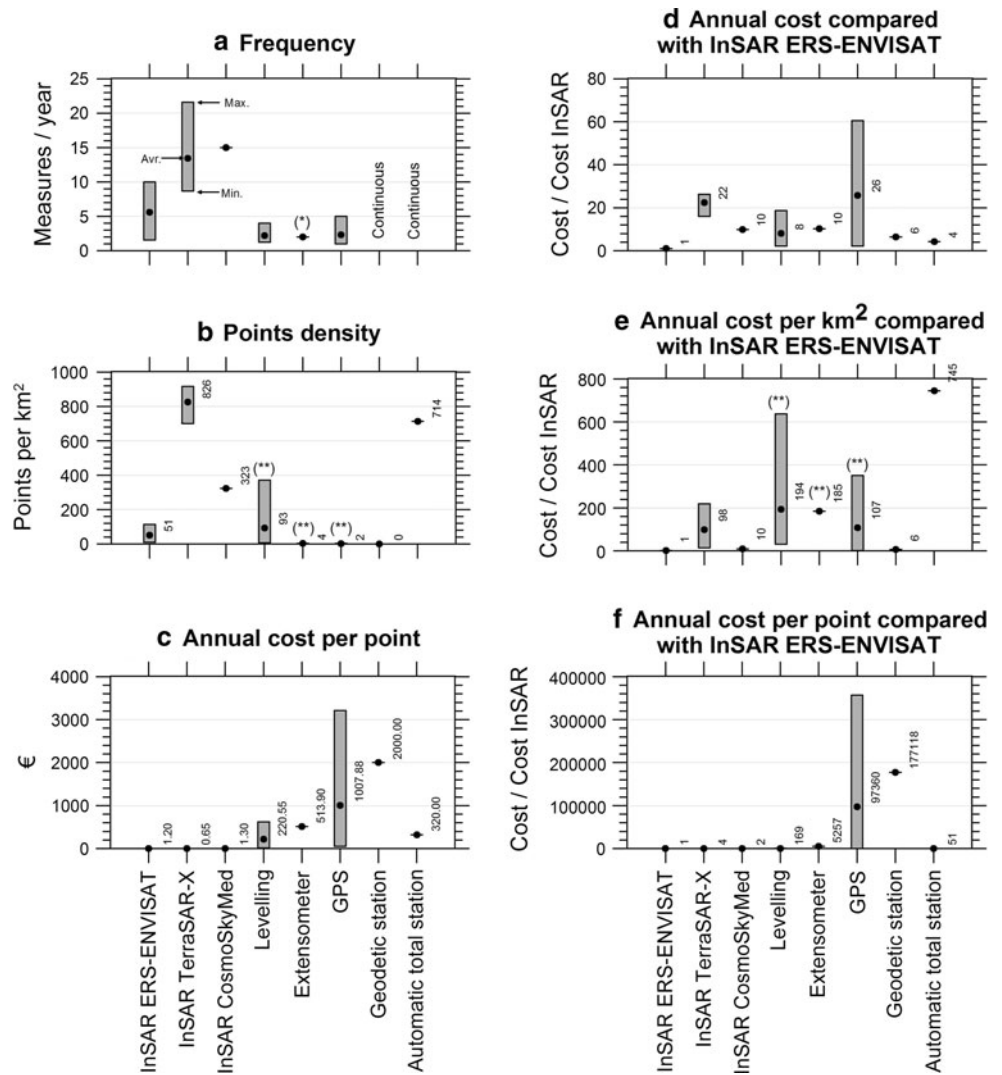 a Frequency
Measures / year
25
20
15
10
5
0
Max.
Avr.
Min.
(*)
Continuous
Continuous
b Points density
Points per km²
1000
800
600
400
200
0
51
826
323
(**)
93
(**)
4
(**)
2
0
714
c Annual cost per point
€
4000
3000
2000
1000
0
1.20
0.65
1.30
220.55
513.90
1007.88
2000.00
320.00
InSAR ERS-ENVISAT
InSAR TerraSAR-X
InSAR CosmoSkyMed
Levelling
Extensometer
GPS
Geodetic station
Automatic total station
d Annual cost compared
with InSAR ERS-ENVISAT
Cost / Cost InSAR
80
60
40
20
0
1
22
10
8
10
26
6
4
e Annual cost per km² compared
with InSAR ERS-ENVISAT
Cost / Cost InSAR
800
600
400
200
0
1
98
10
(**)
194
(**)
185
(**)
107
6
745
f Annual cost per point compared
with InSAR ERS-ENVISAT
Cost / Cost InSAR
400000
300000
200000
100000
0
1
4
2
169
5257
97360
177118
51
InSAR ERS-ENVISAT
InSAR TerraSAR-X
InSAR CosmoSkyMed
Levelling
Extensometer
GPS
Geodetic station
Automatic total station